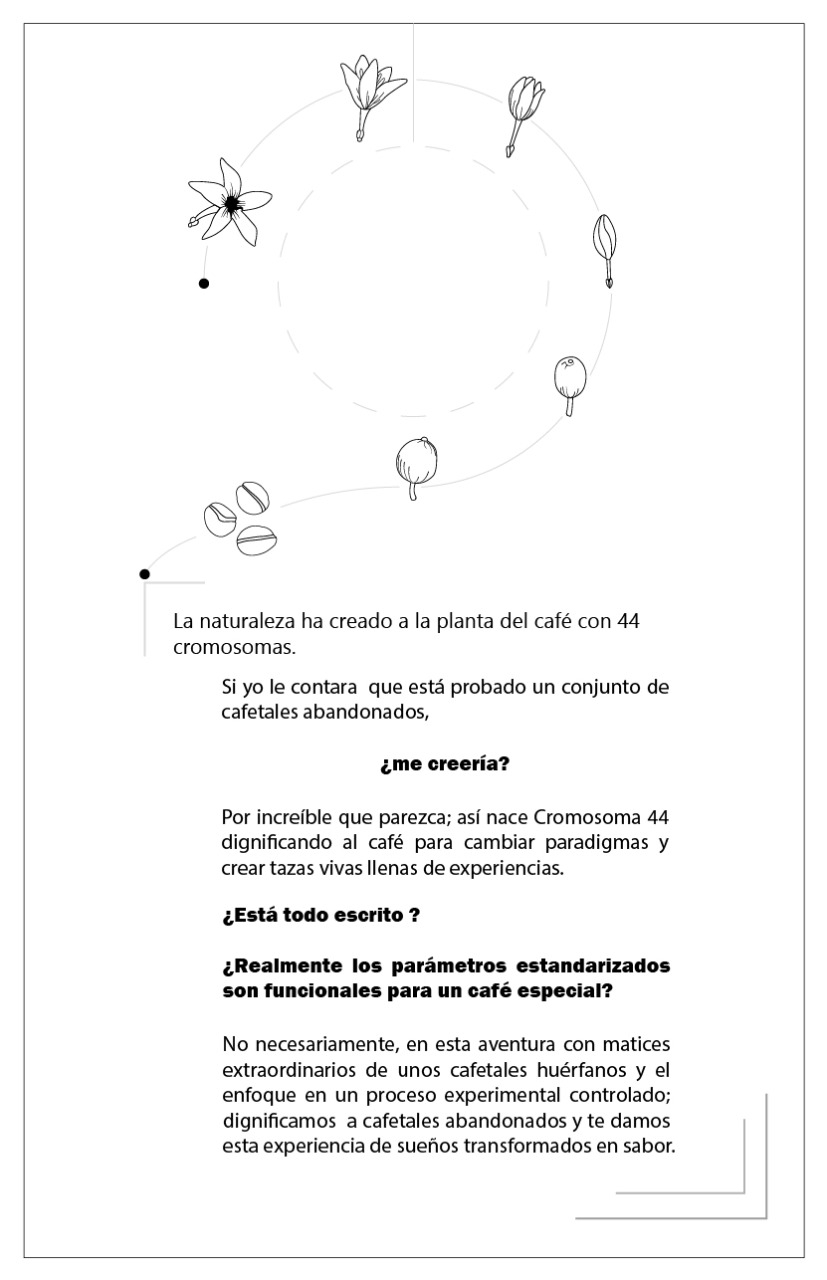 La naturaleza ha creado a la planta del café con 44
cromosomas.
Si yo le contara  que está probado un conjunto de
cafetales abandonados,
¿me creería?
Por increíble que parezca; así nace Cromosoma 44
dignificando al café para cambiar paradigmas y
crear tazas vivas llenas de experiencias.
¿Está todo escrito ?
¿Realmente los parámetros estandarizados
son funcionales para un café especial?
No necesariamente, en esta aventura con matices
extraordinarios de unos cafetales huérfanos y el
enfoque en un proceso experimental controlado;
dignificamos  a cafetales abandonados y te damos
esta experiencia de sueños transformados en sabor.